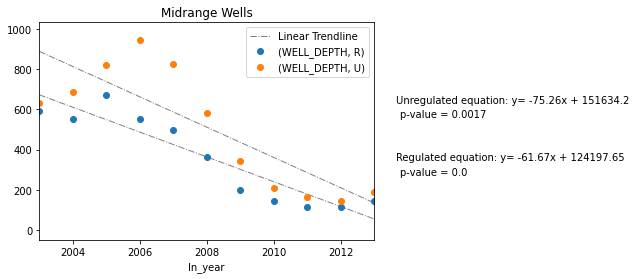 Midrange Wells
1000
800
600
400
200
0
2004
2006
2008
2010
2012
In_year
Linear Trendline
(WELL_DEPTH, R)
(WELL_DEPTH, U)
Unregulated equation: y= -75.26x + 151634.2
p-value = 0.0017
Regulated equation: y= -61.67x + 124197.65
p-value = 0.0